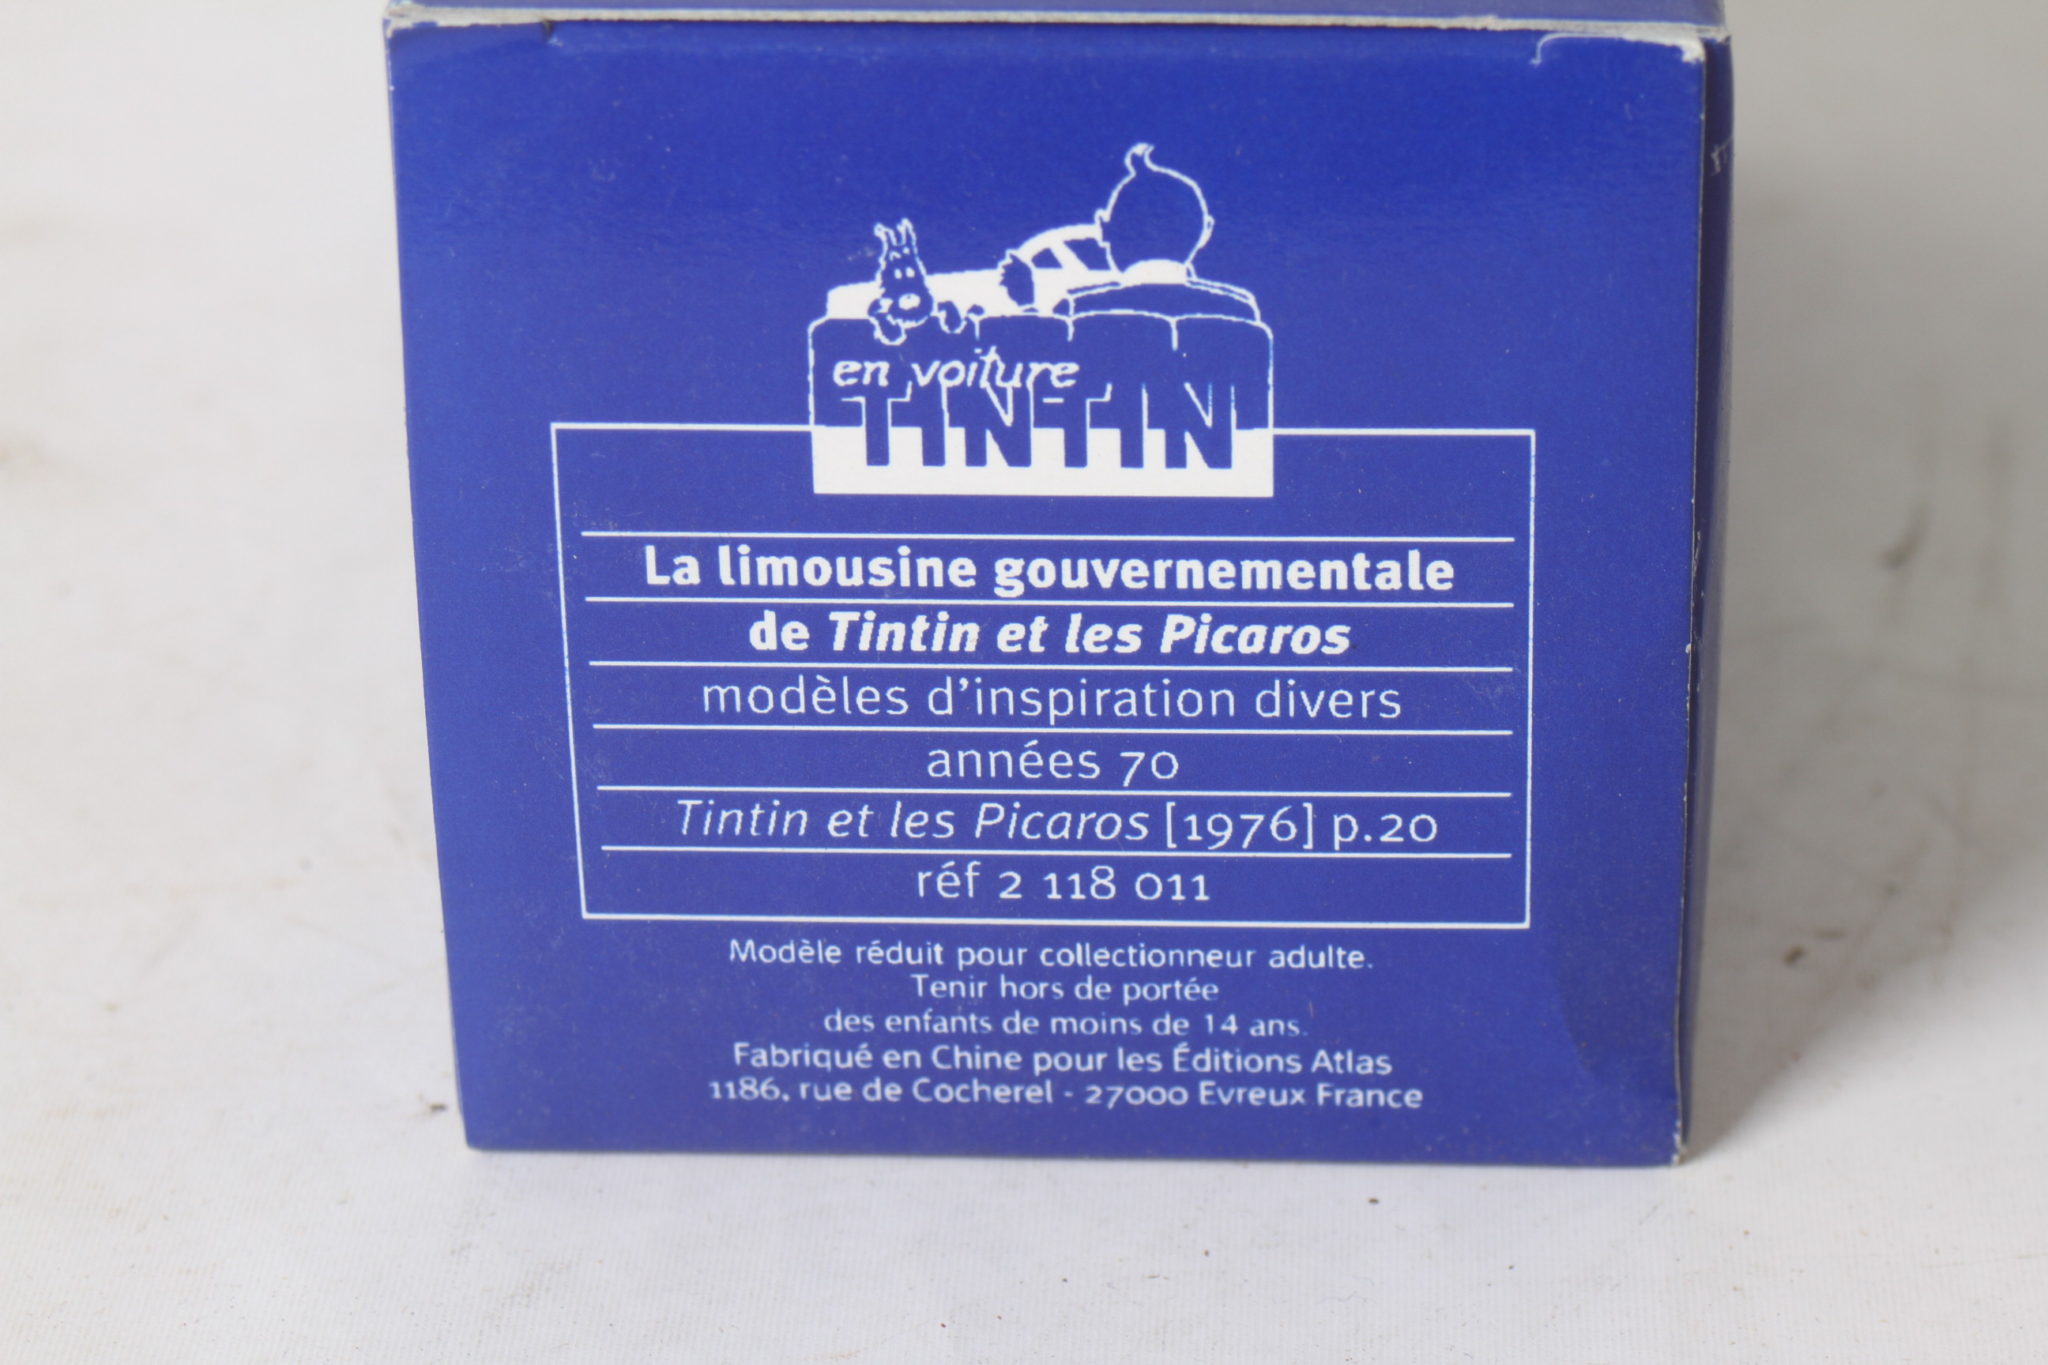 en voiture
TINTIN
La limousine gouvernementale
de Tintin et les Picaros
modèles d'inspiration divers
années 70
Tintin et les Picaros [1976] p.20
réf 2 118 011
Modèle réduit pour collectionneur adulte.
Tenir hors de portée
des enfants de moins de 14 ans.
Fabriqué en Chine pour les Éditions Atlas
1186, rue de Cocherel - 27000 Evreux France